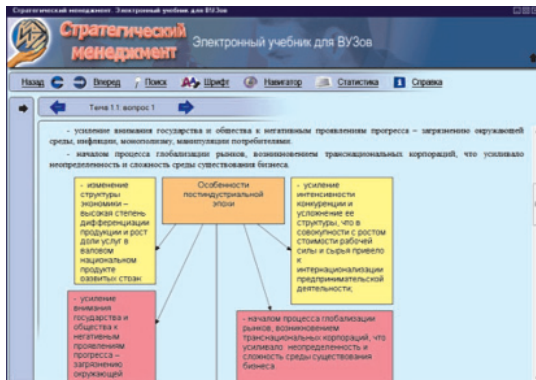 Стратегический менеджмент. Электронный учебник для ВУЗов
Стратегический
менеджмент
Электронный учебник для ВУЗов
Назад Вперед Поиск Шрифт Навигатор Статистика Справка
Тема 1.1 вопрос 1
- усиление внимания государства и общества к негативным проявлениям прогресса – загрязнению окружающей
среды, инфляции, монополизму, манипуляции потребителями.
- началом процесса глобализации рынков, возникновением транснациональных корпораций, что усиливало
неопределенность и сложность среды существования бизнеса.
- изменение
структуры
экономики –
высокая степень
дифференциации
продукции и рост
доли услуг в
валовом
национальном
продукте
развитых стран
Особенности
постиндустриальной
эпохи
- усиление
интенсивности
конкуренции и
усложнение ее
структуры, что в
совокупности с ростом
стоимости рабочей
силы и сырья привело
к
интернационализации
предпринимательской
деятельности;
- усиление
внимания
государства и
общества к
негативным
проявлениям
прогресса –
загрязнению
окружающей
- началом процесса глобализации
рынков, возникновением
транснациональных корпораций, что
усиливало неопределенность и
сложность среды существования
бизнеса